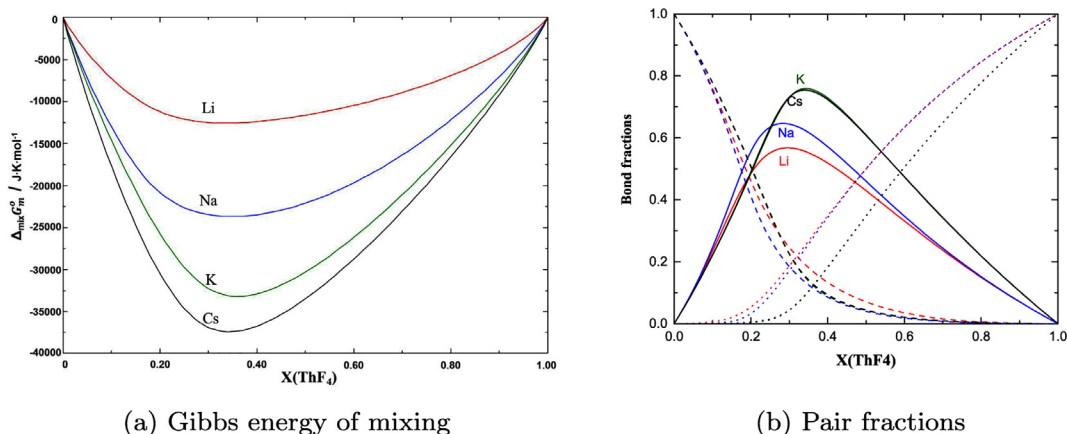 0
-5000
-10000
-15000
-20000
-25000
-30000
-35000
-40000
Δmix G°m / J·K·mol⁻¹
Li
Na
K
Cs
0 0.20 0.40 0.60 0.80 1.00
X(ThF₄)
(a) Gibbs energy of mixing
1.0
0.8
0.6
0.4
0.2
0.0
Bond fractions
K
Cs
Na
Li
0.0 0.2 0.4 0.6 0.8 1.0
X(ThF4)
(b) Pair fractions